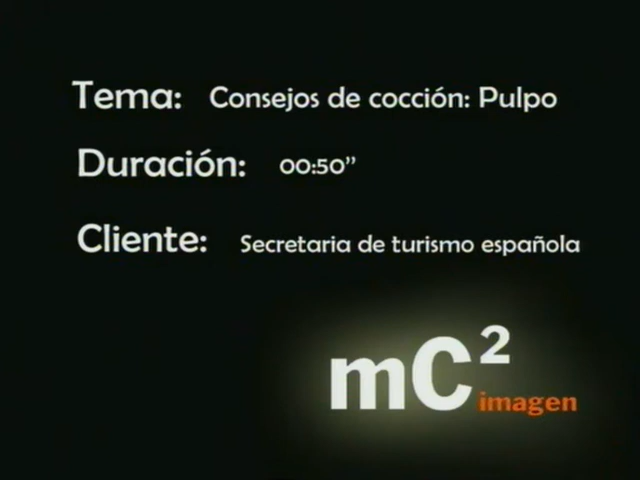 Tema: Consejos de cocción: Pulpo
Duración: 00:50”
Cliente: Secretaria de turismo española
mC²
imagen